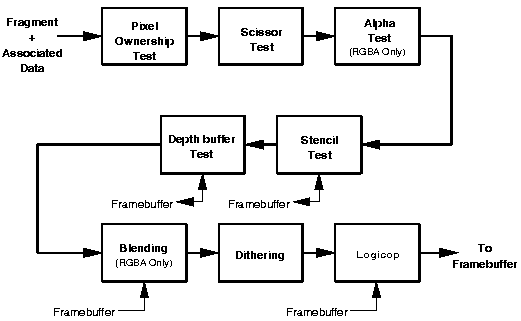 Fragment
+
Associated
Data
Pixel
Ownership
Test
Scissor
Test
Alpha
Test
(RGBA Only)
Depth buffer
Test
Stencil
Test
Framebuffer
Framebuffer
Blending
(RGBA Only)
Dithering
Logicop
To
Framebuffer
Framebuffer
Framebuffer